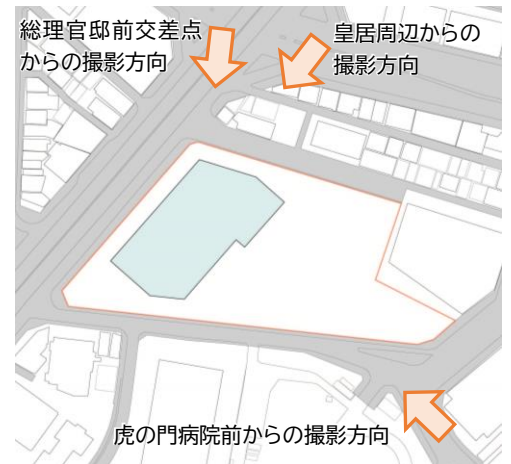 総理官邸前交差点
からの撮影方向
皇居周辺からの
撮影方向
虎の門病院前からの撮影方向